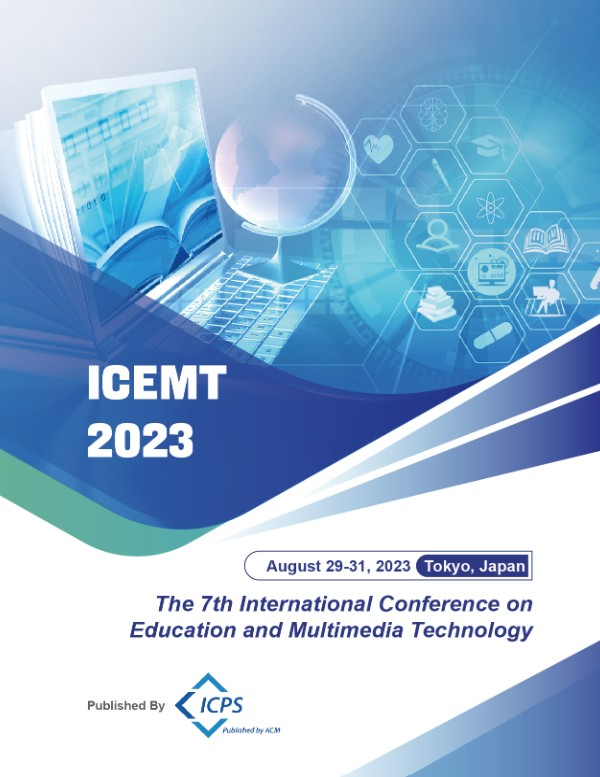 ICEMT
2023
August 29-31, 2023 Tokyo, Japan
The 7th International Conference on
Education and Multimedia Technology
Published By
ICPS
Published by ACM